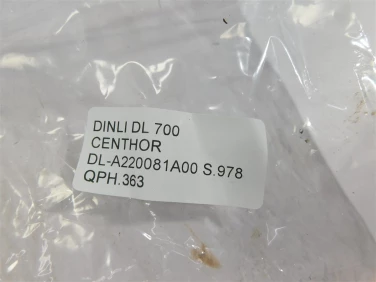 DINLI DL 700
CENTHOR
DL-A220081A00 S.978
QPH.363